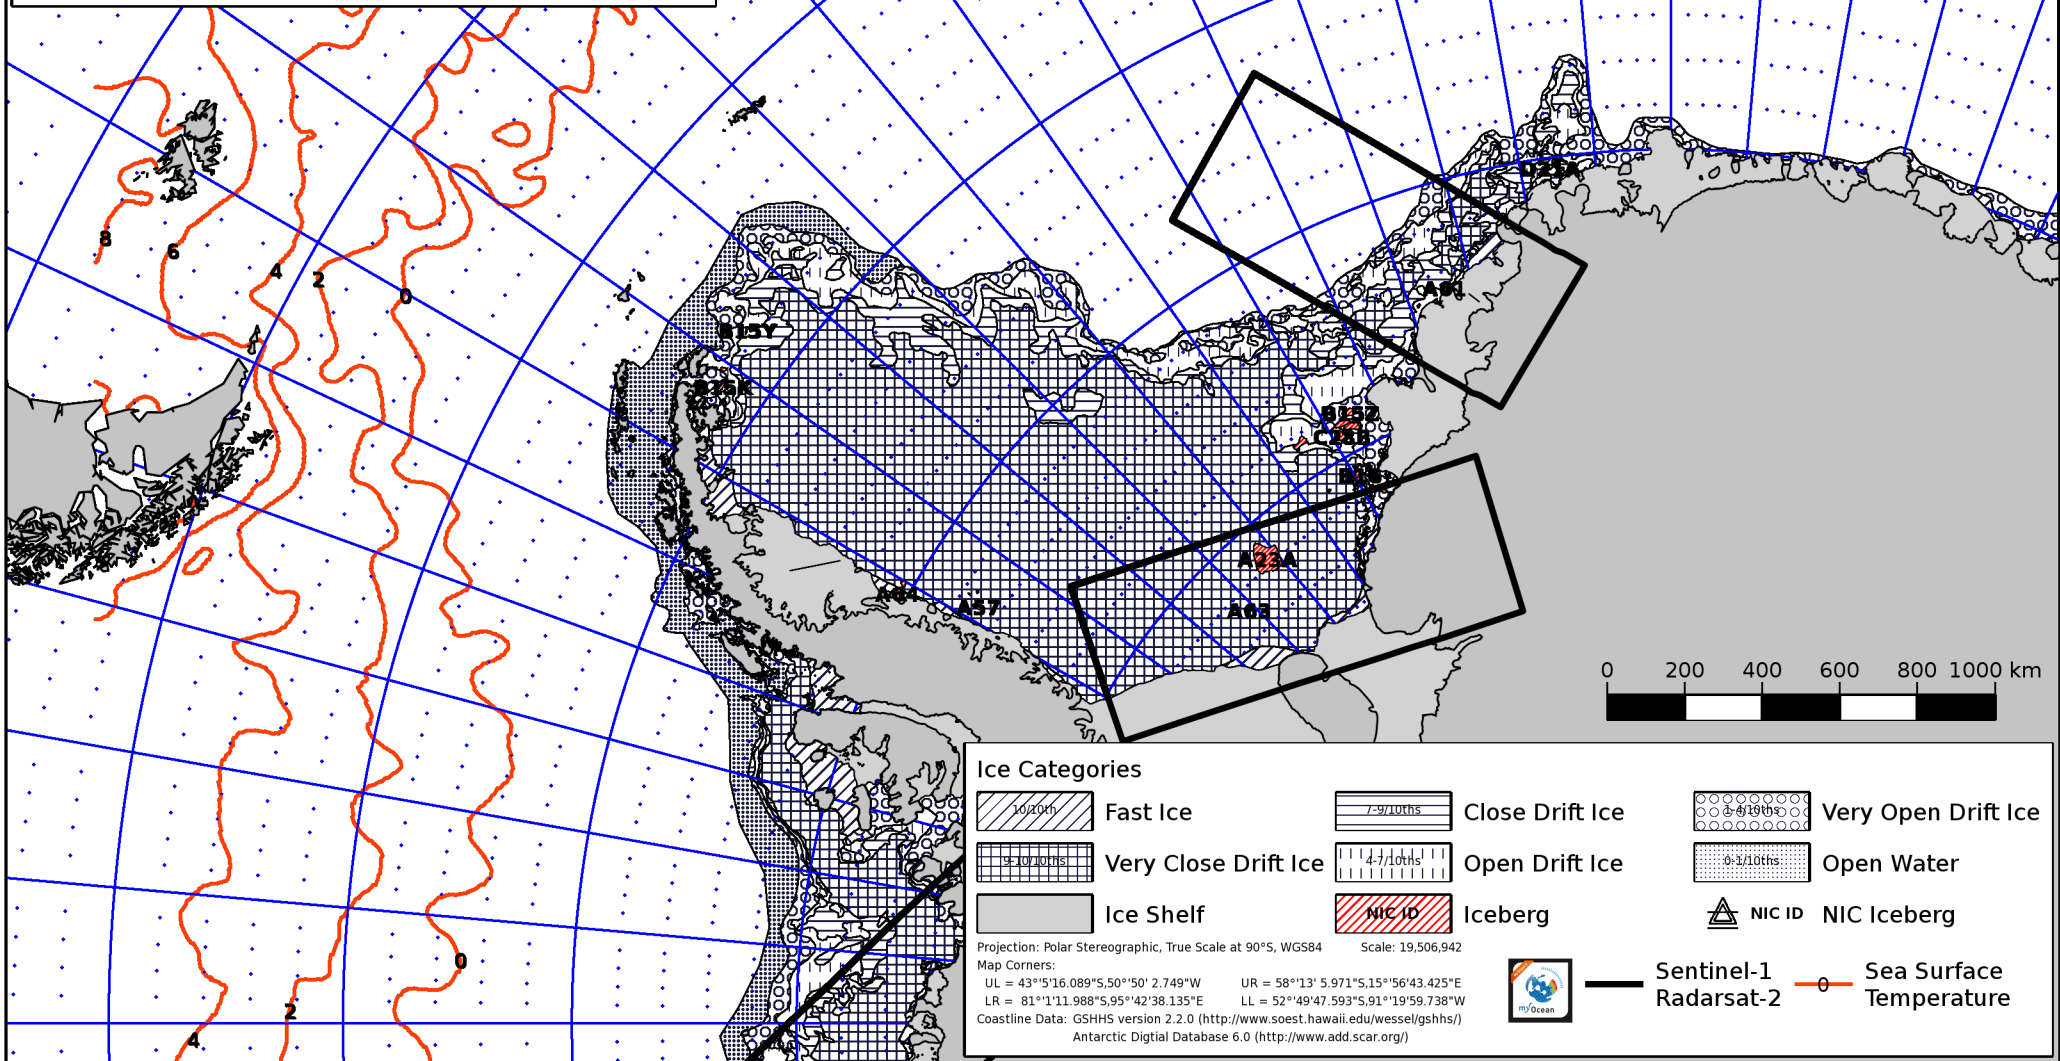 8
6
4
2
0
D21A
A61
B15Y
B15K
B15Z
C28B
A23A
A64
A57
A63
0 200 400 600 800 1000 km
Ice Categories
10/10th Fast Ice
7-9/10ths Close Drift Ice
1-4/10ths Very Open Drift Ice
9-10/10ths Very Close Drift Ice
4-7/10ths Open Drift Ice
0-1/10ths Open Water
Ice Shelf
NIC ID Iceberg
NIC ID NIC Iceberg
Projection: Polar Stereographic, True Scale at 90°S, WGS84 Scale: 19,506,942
Map Corners:
UL = 43°'5'16.089"S,50°'50' 2.749"W UR = 58°'13' 5.971"S,15°'56'43.425"E
LR = 81°'1'11.988"S,95°'42'38.135"E LL = 52°'49'47.593"S,91°'19'59.738"W
Coastline Data: GSHHS version 2.2.0 (http://www.soest.hawaii.edu/wessel/gshhs/)
Antarctic Digtial Database 6.0 (http://www.add.scar.org/)
my Ocean
Sentinel-1
Radarsat-2
0
Sea Surface
Temperature
0
2
4